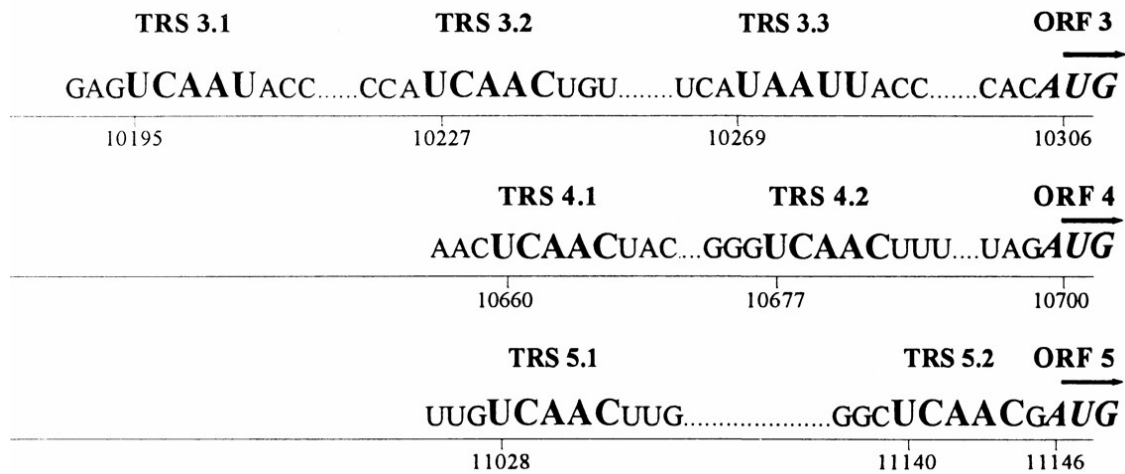 TRS 3.1 TRS 3.2 TRS 3.3 ORF 3
GAGUCAAUACC......CCAUCAACUGU........UCAUAAUUACC.......CACAUG
10195 10227 10269 10306
TRS 4.1 TRS 4.2 ORF 4
AACUCAACUAC....GGGUCAACUUU....UAGAUG
10660 10677 10700
TRS 5.1 TRS 5.2 ORF 5
UUGUCAACUUG.....................GGCUCAACGAUG
11028 11140 11146